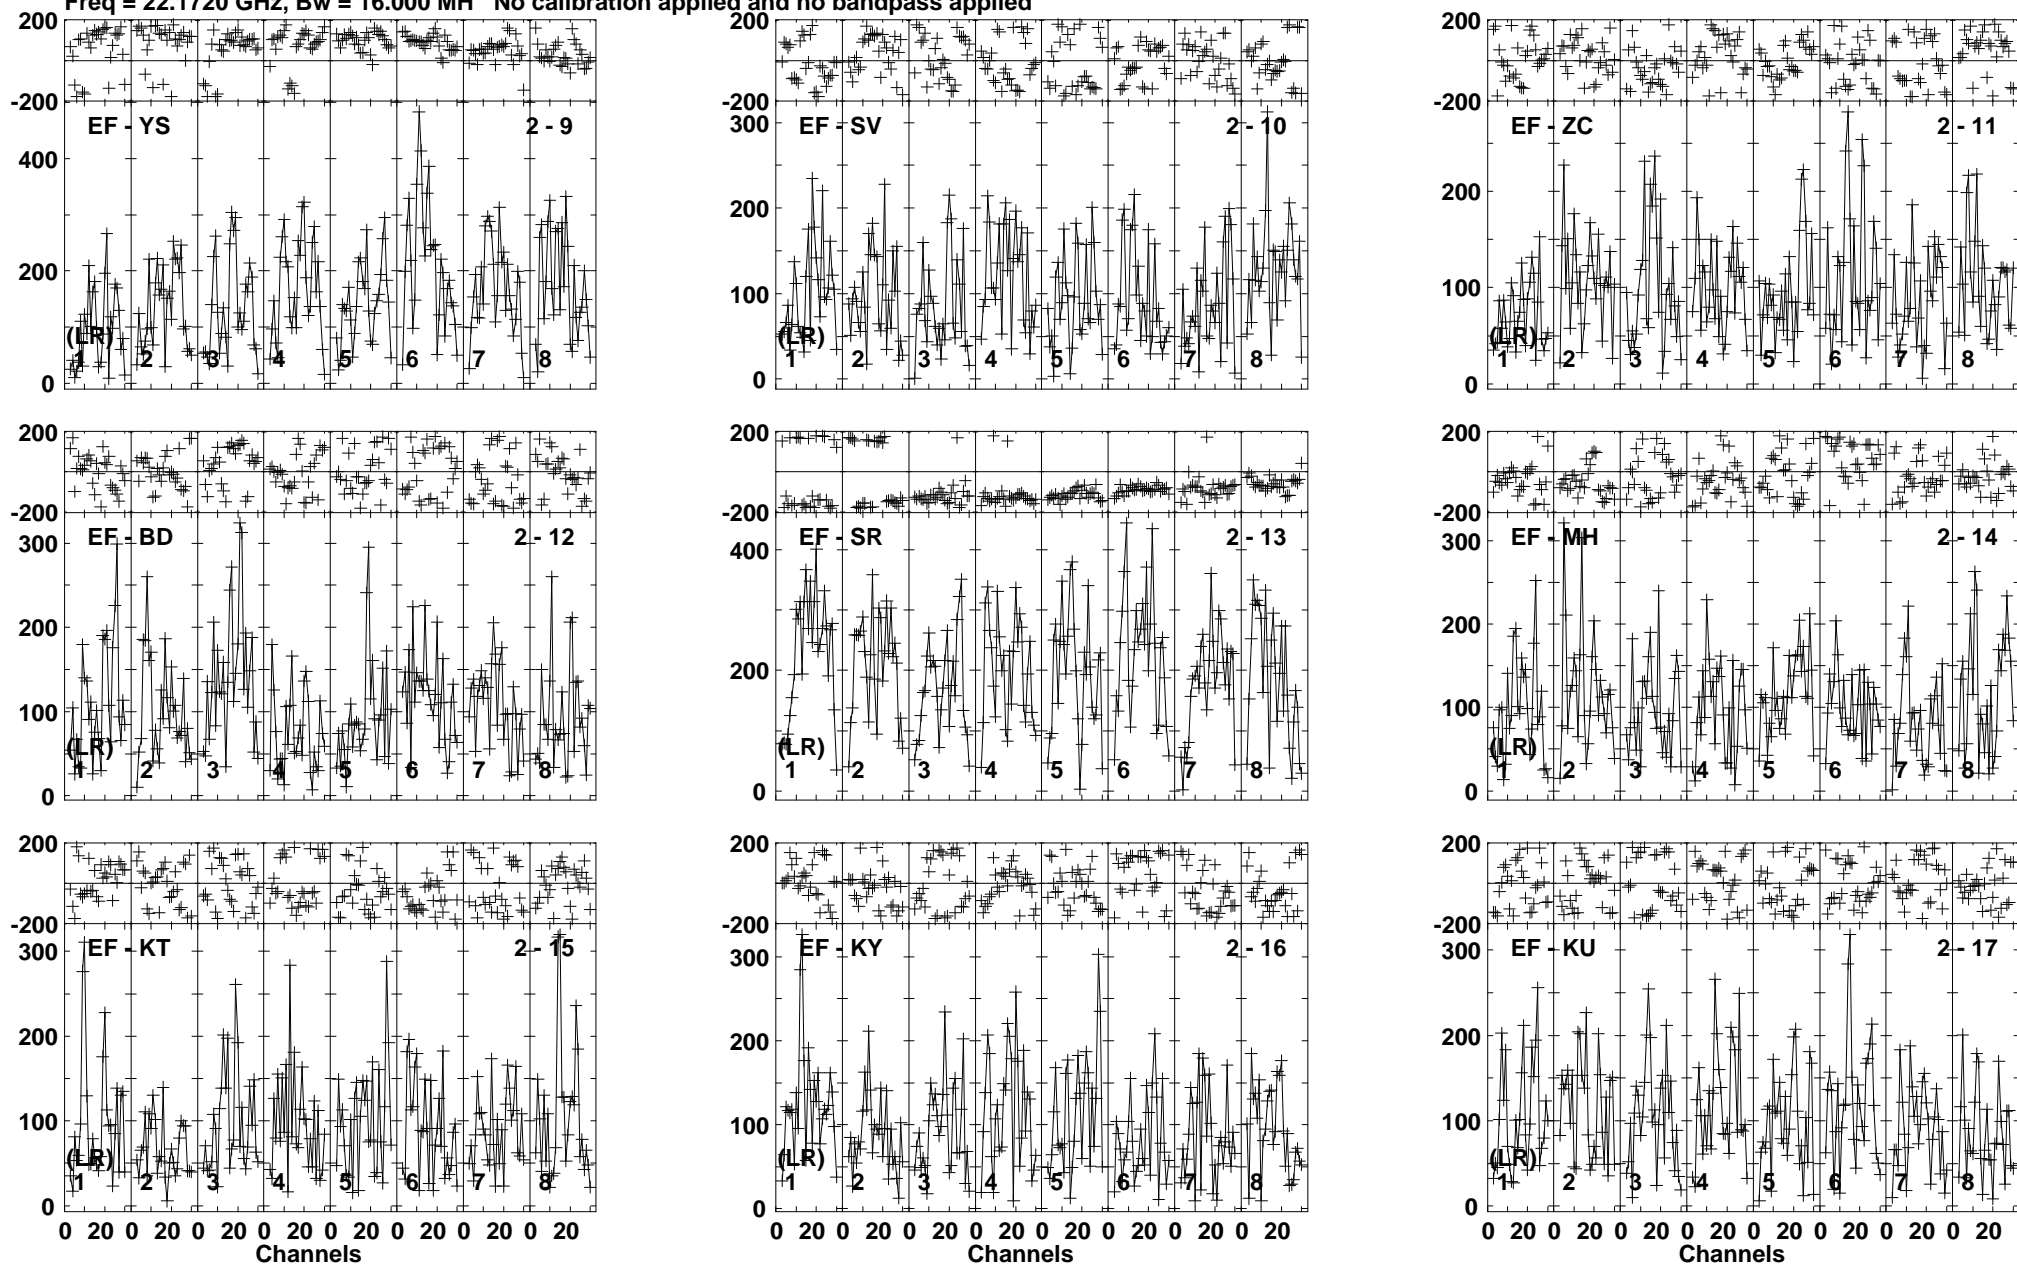 Freq = 22.1720 GHz, Bw = 16.000 MH No calibration applied and no bandpass applied
200 200 200
-200 -200 -200
EF - YS 2 - 9 EF - SV 2 - 10 EF - ZC 2 - 11
400 300
200 200 200
100 100
(LR) (LR) (LR)
1 2 3 4 5 6 7 8 1 2 3 4 5 6 7 8 1 2 3 4 5 6 7 8
0 0 0
200 200 200
-200 -200 -200
EF - BD 2 - 12 EF - SR 2 - 13 EF - MH 2 - 14
300 400 300
200 200 200
100 100
(LR) (LR) (LR)
1 2 3 4 5 6 7 8 1 2 3 4 5 6 7 8 1 2 3 4 5 6 7 8
0 0 0
200 200 200
-200 -200 -200
EF - KT 2 - 15 EF - KY 2 - 16 EF - KU 2 - 17
300 300 300
200 200 200
100 100 100
(LR) (LR) (LR)
1 2 3 4 5 6 7 8 1 2 3 4 5 6 7 8 1 2 3 4 5 6 7 8
0 0 0
0 20 0 20 0 20 0 20 0 20 0 20 0 20 0 20 0 20 0 20 0 20 0 20 0 20 0 20 0 20 0 20 0 20 0 20 0 20 0 20 0 20 0 20 0 20 0 20
Channels Channels Channels